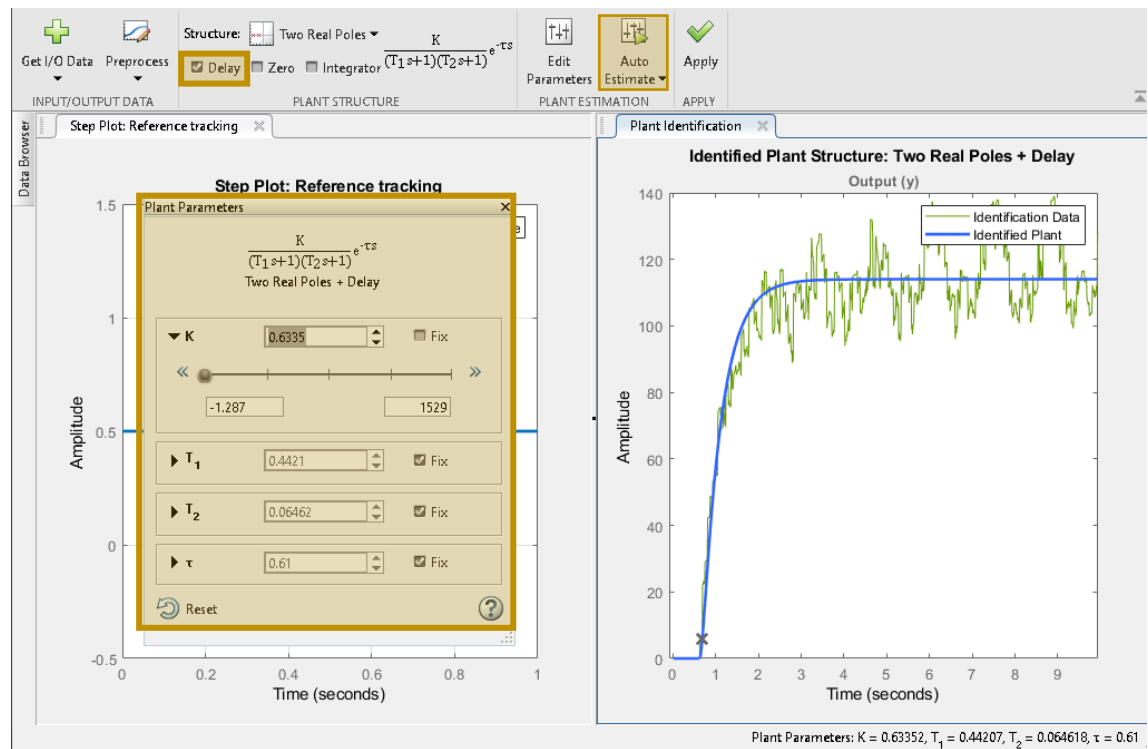 Structure: Two Real Poles
K
(T1s+1)(T2s+1) e-τs
Get I/O Data Preprocess
Delay Zero Integrator
Edit Parameters
Auto Estimate
Apply
INPUT/OUTPUT DATA PLANT STRUCTURE PLANT ESTIMATION APPLY
Data Browser
Step Plot: Reference tracking
Step Plot: Reference tracking
Plant Parameters
K
(T1s+1)(T2s+1) e-τs
Two Real Poles + Delay
K 0.6335 Fix
-1.287 1529
T1 0.4421 Fix
T2 0.06462 Fix
τ 0.61 Fix
Reset ?
1.5
1
0.5
0
-0.5
Amplitude
0 0.2 0.4 0.6 0.8 1
Time (seconds)
Plant Identification
Identified Plant Structure: Two Real Poles + Delay
Output (y)
Identification Data
Identified Plant
140
120
100
80
60
40
20
0
Amplitude
0 1 2 3 4 5 6 7 8 9
Time (seconds)
Plant Parameters: K = 0.63352, T1 = 0.44207, T2 = 0.064618, τ = 0.61